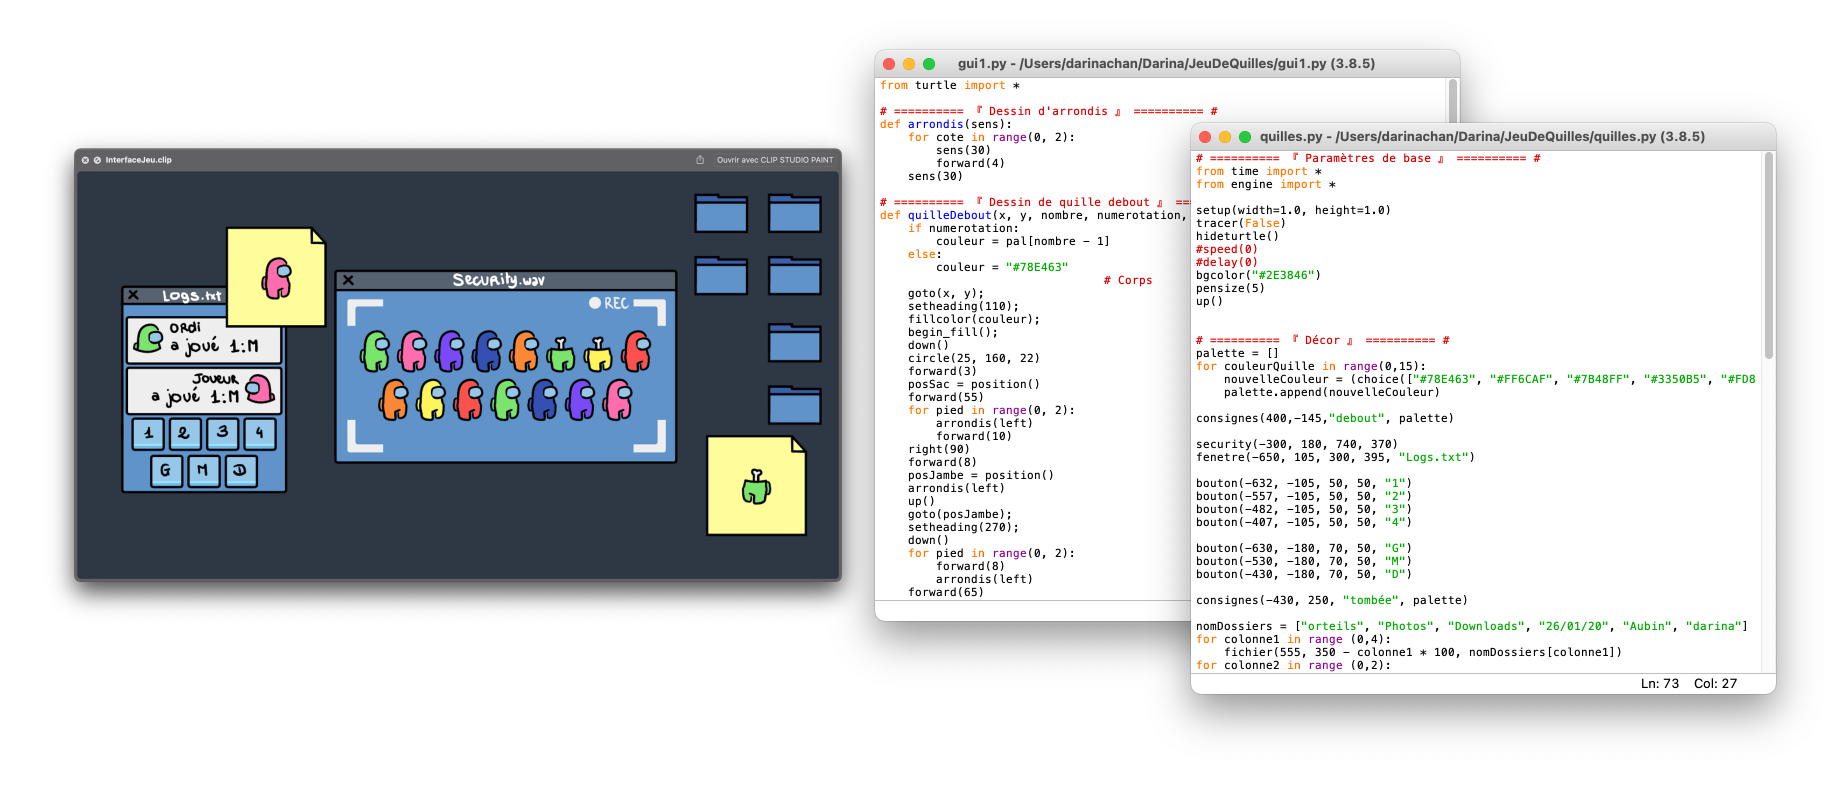 InterfaceJeu.clip
Ouvrir avec CLIP STUDIO PAINT
Logs.txt
ORDI
a joué 1:M
JOUEUR
a joué 1:M
1 2 3 4
G M D
Security.wav
REC
gui1.py - /Users/darinachan/Darina/JeuDeQuilles/gui1.py (3.8.5)
from turtle import *
# ========== 『 Dessin d'arrondis 』 ========== #
def arrondis(sens):
    for cote in range(0, 2):
        sens(30)
        forward(4)
    sens(30)
# ========== 『 Dessin de quille debout 』 ===
def quilleDebout(x, y, nombre, numerotation,
    if numerotation:
        couleur = pal[nombre - 1]
    else:
        couleur = "#78E463"
# Corps
    goto(x, y);
    setheading(110);
    fillcolor(couleur);
    begin_fill();
    down()
    circle(25, 160, 22)
    forward(3)
    posSac = position()
    forward(55)
    for pied in range(0, 2):
        arrondis(left)
        forward(10)
    right(90)
    forward(8)
    posJambe = position()
    arrondis(left)
    up()
    goto(posJambe);
    setheading(270);
    down()
    for pied in range(0, 2):
        forward(8)
        arrondis(left)
    forward(65)
quilles.py - /Users/darinachan/Darina/JeuDeQuilles/quilles.py (3.8.5)
# ========== 『 Paramètres de base 』 ========== #
from time import *
from engine import *
setup(width=1.0, height=1.0)
tracer(False)
hideturtle()
#speed(0)
#delay(0)
bgcolor("#2E3846")
pensize(5)
up()
# ========== 『 Décor 』 ========== #
palette = []
for couleurQuille in range(0,15):
    nouvelleCouleur = (choice(["#78E463", "#FF6CAF", "#7B48FF", "#3350B5", "#FD8
    palette.append(nouvelleCouleur)
consignes(400,-145,"debout", palette)
security(-300, 180, 740, 370)
fenetre(-650, 105, 300, 395, "Logs.txt")
bouton(-632, -105, 50, 50, "1")
bouton(-557, -105, 50, 50, "2")
bouton(-482, -105, 50, 50, "3")
bouton(-407, -105, 50, 50, "4")
bouton(-630, -180, 70, 50, "G")
bouton(-530, -180, 70, 50, "M")
bouton(-430, -180, 70, 50, "D")
consignes(-430, 250, "tombée", palette)
nomDossiers = ["orteils", "Photos", "Downloads", "26/01/20", "Aubin", "darina"]
for colonne1 in range (0,4):
    fichier(555, 350 - colonne1 * 100, nomDossiers[colonne1])
for colonne2 in range (0,2):
Ln: 73 Col: 27